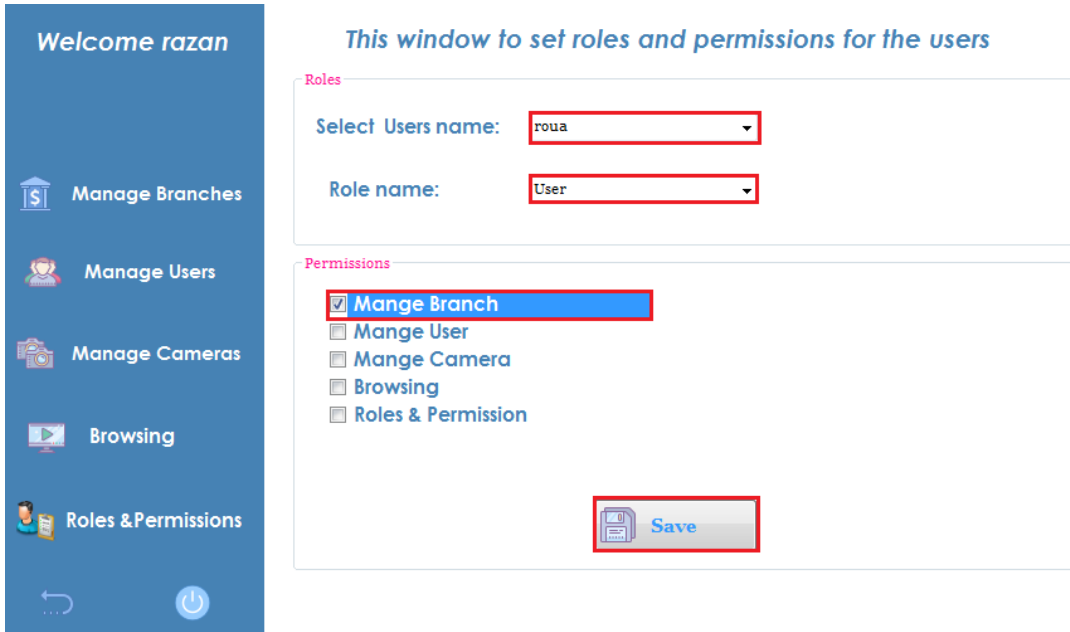 Welcome razan
Manage Branches
Manage Users
Manage Cameras
Browsing
Roles &Permissions
This window to set roles and permissions for the users
Roles
Select Users name:
roua
Role name:
User
Permissions
Mange Branch
Mange User
Mange Camera
Browsing
Roles & Permission
Save